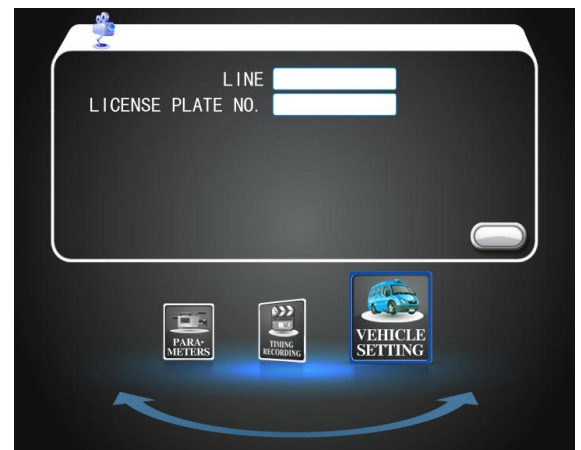 LINE
LICENSE PLATE NO.
PARA-
METERS
TIMING
RECORDING
VEHICLE
SETTING